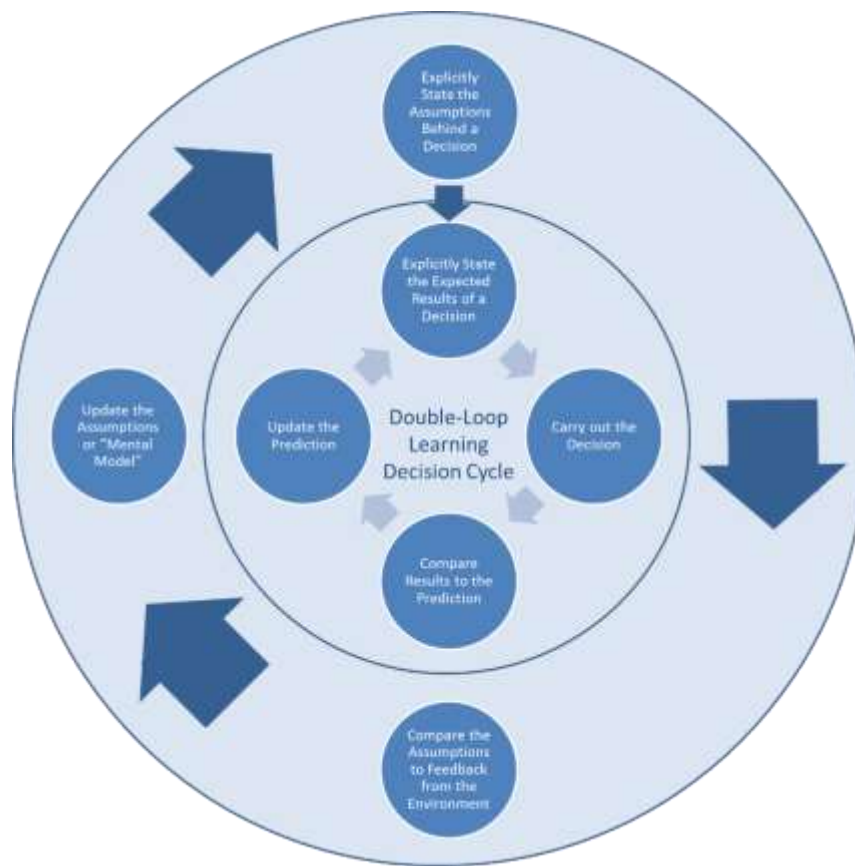 Explicitly
State the
Assumptions
Behind a
Decision
Explicitly State
the Expected
Results of a
Decision
Update the
Assumptions
or "Mental
Model"
Update the
Prediction
Double-Loop
Learning
Decision Cycle
Carry out the
Decision
Compare
Results to the
Prediction
Compare the
Assumptions
to Feedback
from the
Environment